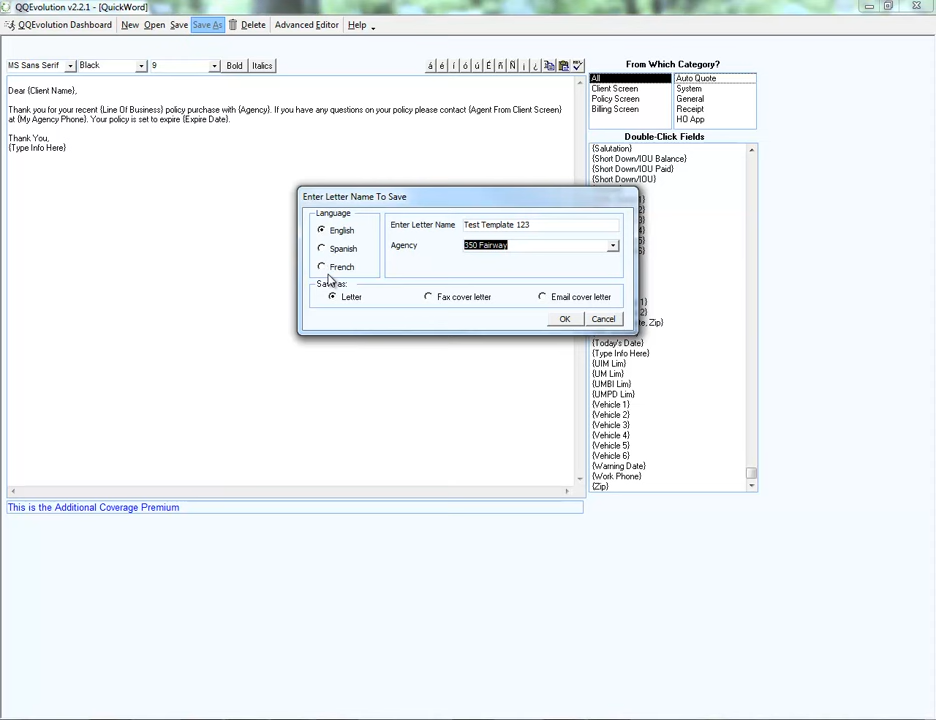 QQEvolution v2.2.1 - [QuickWord]
QQEvolution Dashboard New Open Save Save As Delete Advanced Editor Help
MS Sans Serif Black 9 Bold Italics á é í ó ú É ñ Ñ ¡ ¿
From Which Category?
All
Client Screen
Policy Screen
Billing Screen
Auto Quote
System
General
Receipt
HO App
Double-Click Fields
Dear {Client Name},
Thank you for your recent {Line Of Business} policy purchase with {Agency}. If you have any questions on your policy please contact {Agent From Client Screen}
at {My Agency Phone}. Your policy is set to expire {Expire Date}.
Thank You,
{Type Info Here}
Enter Letter Name To Save
Language
English
Spanish
French
Enter Letter Name Test Template 123
Agency 350 Fairway
as:
Letter Fax cover letter Email cover letter
OK Cancel
{Salutation}
{Short Down/IOU Balance}
{Short Down/IOU Paid}
{Short Down/IOU}
1}
2}
, Zip}
{Today's Date}
{Type Info Here}
{UIM Lim}
{UM Lim}
{UMBI Lim}
{UMPD Lim}
{Vehicle 1}
{Vehicle 2}
{Vehicle 3}
{Vehicle 4}
{Vehicle 5}
{Vehicle 6}
{Warning Date}
{Work Phone}
{Zip}
This is the Additional Coverage Premium